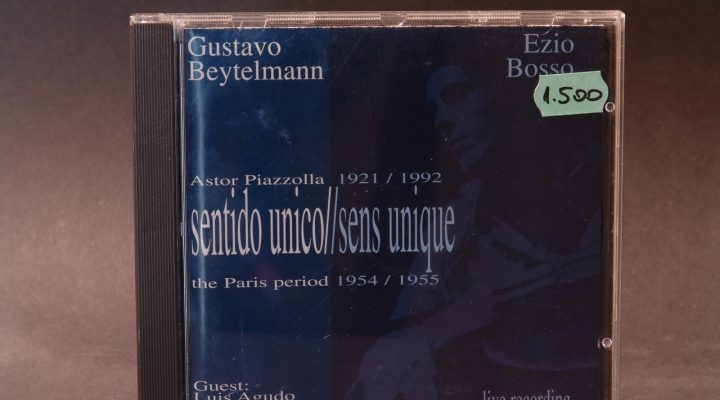 Gustavo
Beytelmann
Ezio
Bosso
1.500
Astor Piazzolla 1921 / 1992
sentido unico//sens unique
the Paris period 1954 / 1955
Guest:
Luis Agudo
live recording